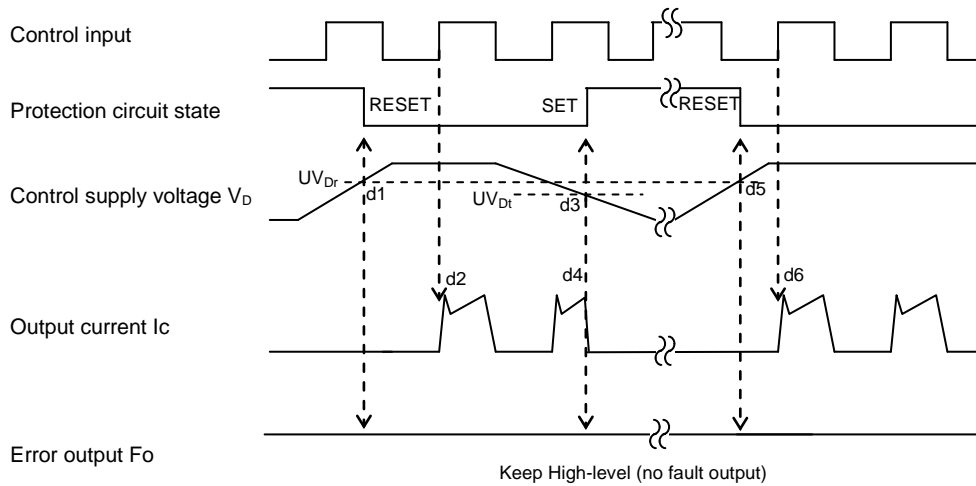 Control input
Protection circuit state
RESET
SET
RESET
Control supply voltage VD
UVDr
d1
UVDt
d3
d5
d2
d4
d6
Output current Ic
Error output Fo
Keep High-level (no fault output)